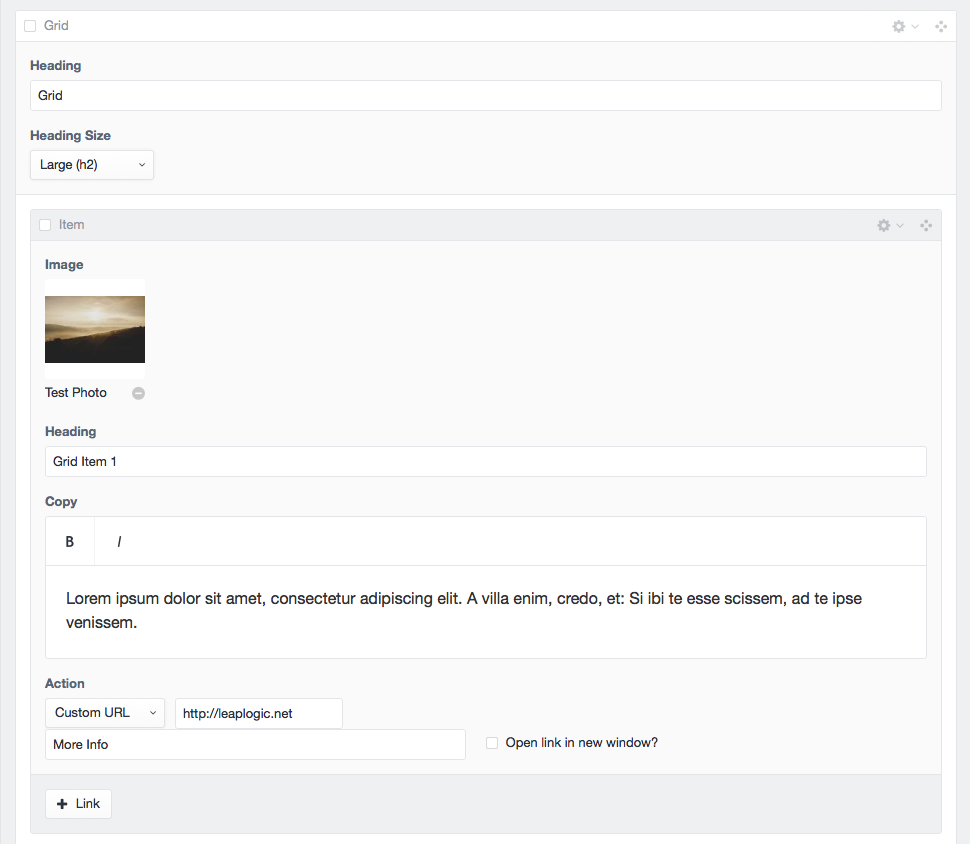 Grid
Heading
Grid
Heading Size
Large (h2)
Item
Image
Test Photo
Heading
Grid Item 1
Copy
B I
Lorem ipsum dolor sit amet, consectetur adipiscing elit. A villa enim, credo, et: Si ibi te esse scissem, ad te ipse
venissem.
Action
Custom URL http://leaplogic.net
More Info Open link in new window?
+ Link